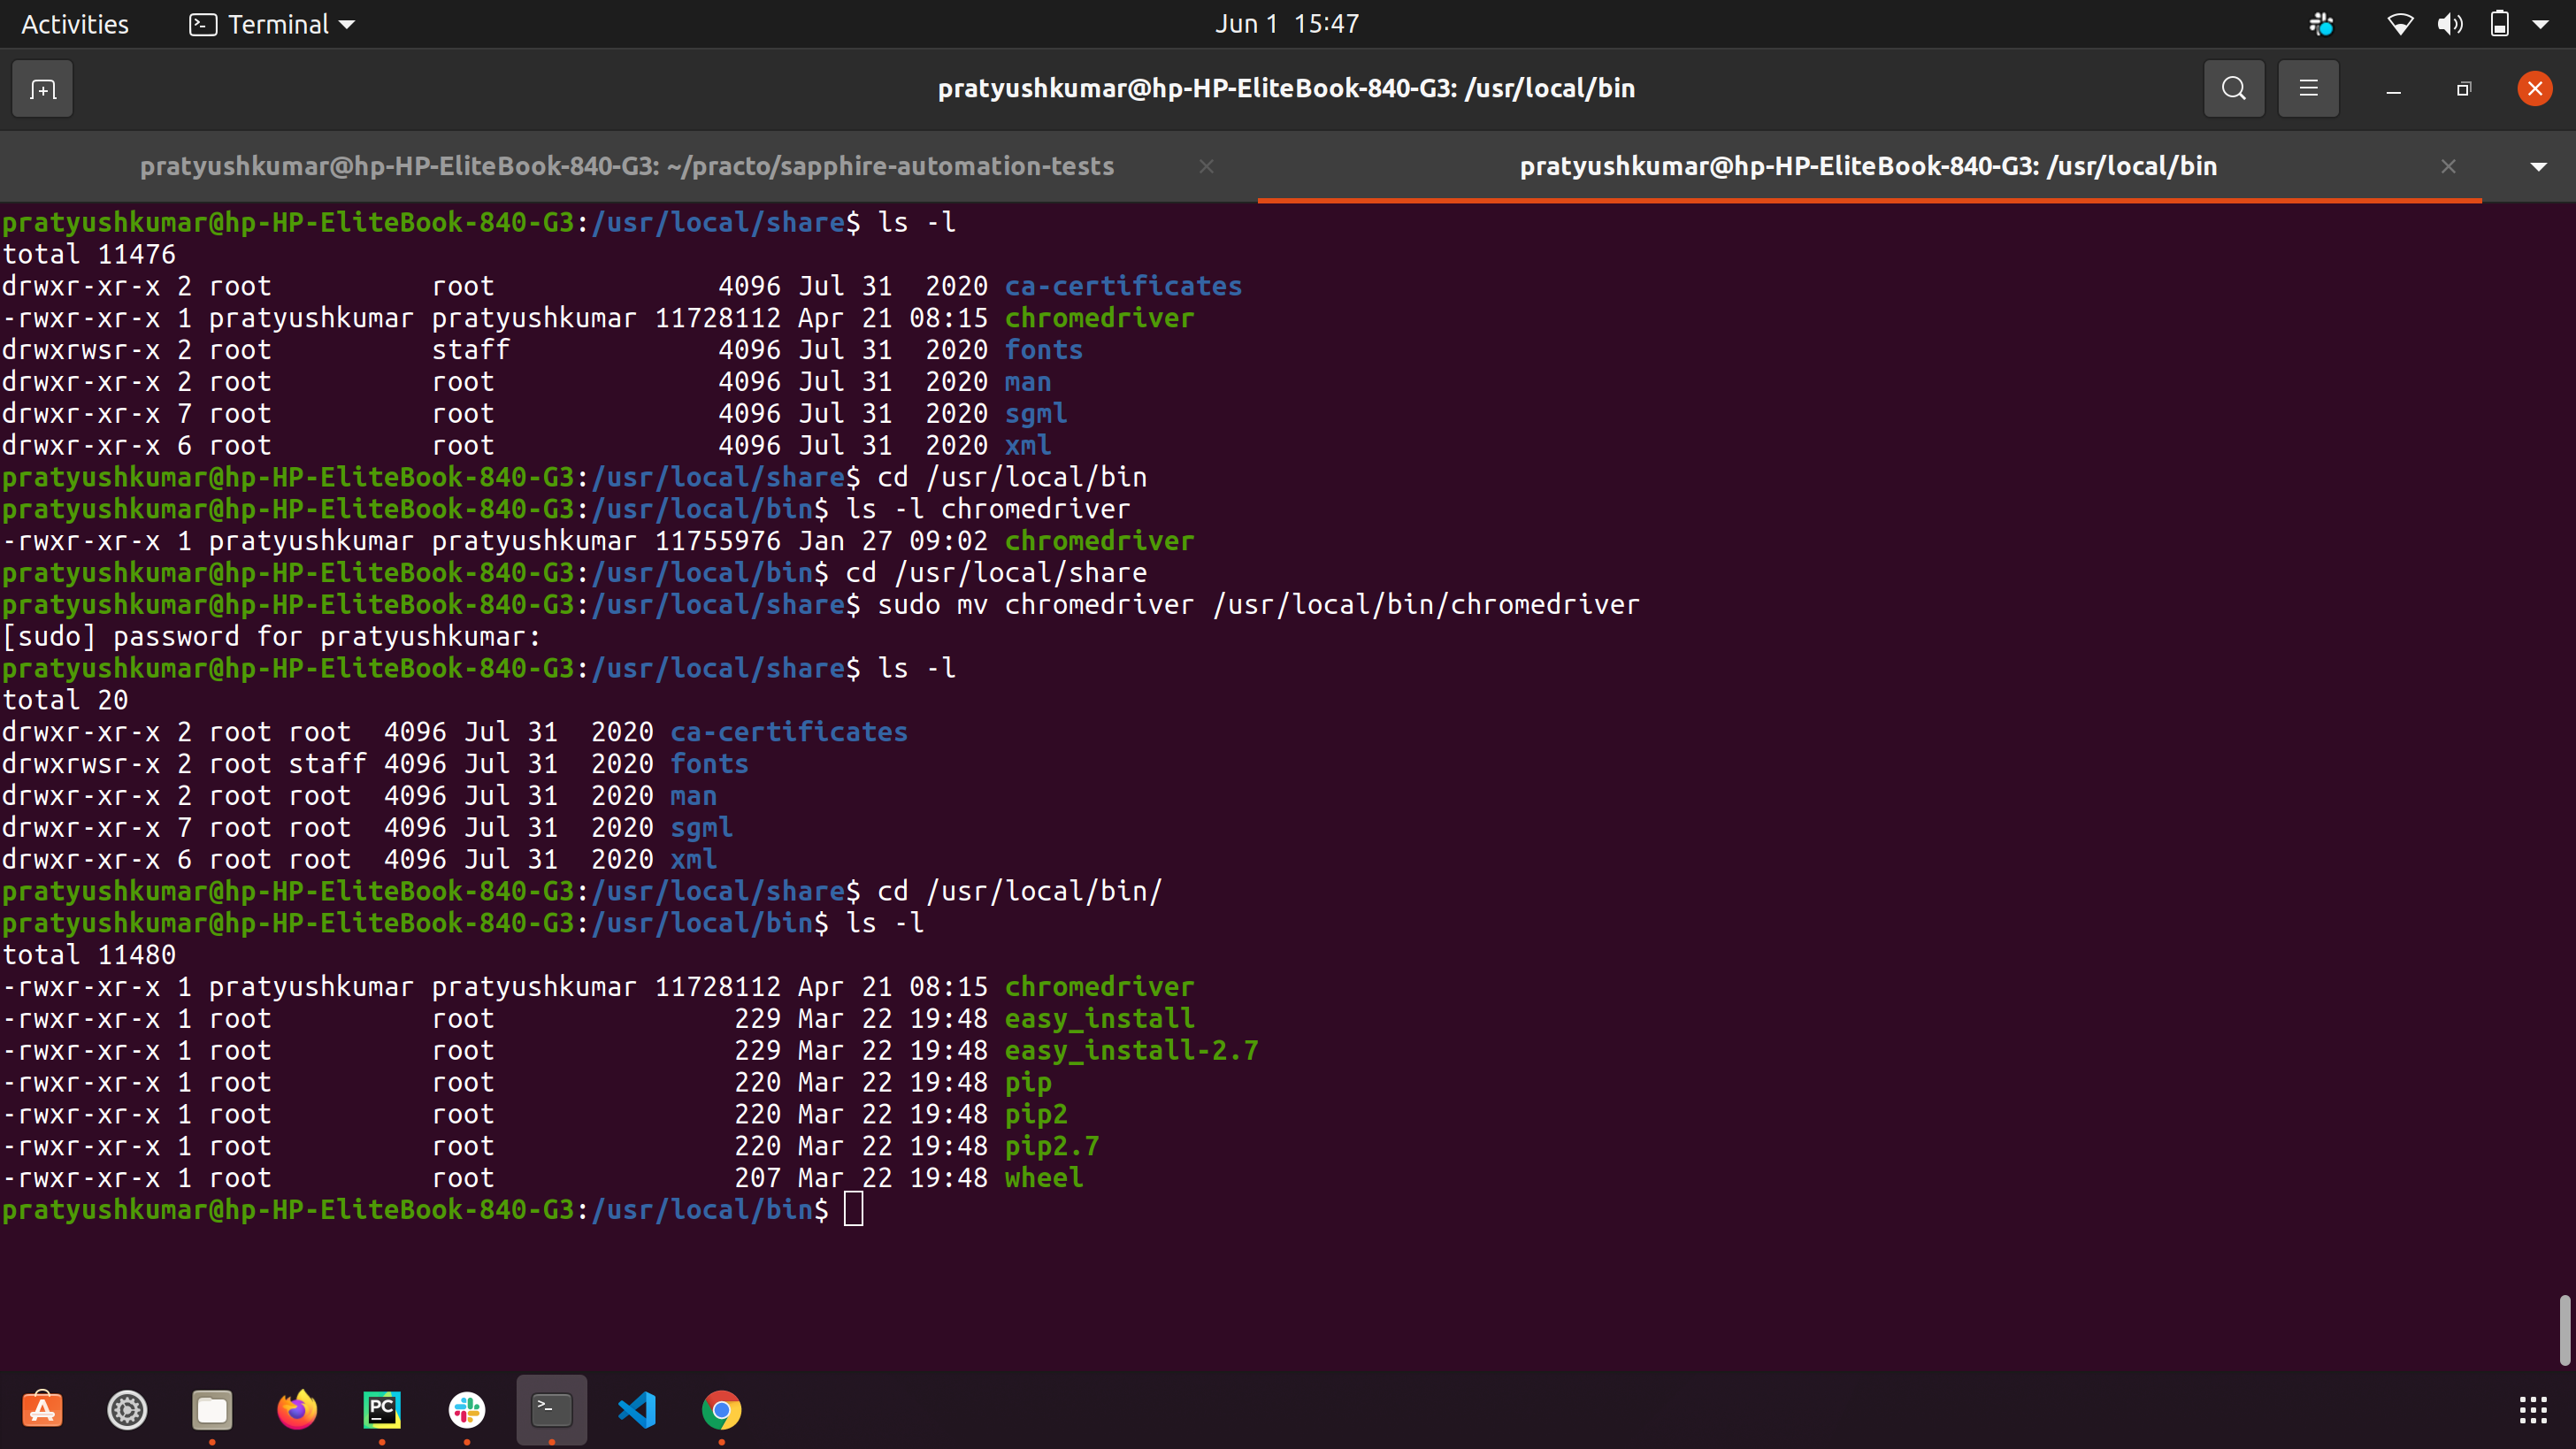 Activities Terminal Jun 1 15:47
pratyushkumar@hp-HP-EliteBook-840-G3: /usr/local/bin
pratyushkumar@hp-HP-EliteBook-840-G3: ~/practo/sapphire-automation-tests pratyushkumar@hp-HP-EliteBook-840-G3: /usr/local/bin
pratyushkumar@hp-HP-EliteBook-840-G3:/usr/local/share$ ls -l
total 11476
drwxr-xr-x 2 root          root              4096 Jul 31  2020 ca-certificates
-rwxr-xr-x 1 pratyushkumar pratyushkumar 11728112 Apr 21 08:15 chromedriver
drwxrwsr-x 2 root          staff             4096 Jul 31  2020 fonts
drwxr-xr-x 2 root          root              4096 Jul 31  2020 man
drwxr-xr-x 7 root          root              4096 Jul 31  2020 sgml
drwxr-xr-x 6 root          root              4096 Jul 31  2020 xml
pratyushkumar@hp-HP-EliteBook-840-G3:/usr/local/share$ cd /usr/local/bin
pratyushkumar@hp-HP-EliteBook-840-G3:/usr/local/bin$ ls -l chromedriver
-rwxr-xr-x 1 pratyushkumar pratyushkumar 11755976 Jan 27 09:02 chromedriver
pratyushkumar@hp-HP-EliteBook-840-G3:/usr/local/bin$ cd /usr/local/share
pratyushkumar@hp-HP-EliteBook-840-G3:/usr/local/share$ sudo mv chromedriver /usr/local/bin/chromedriver
[sudo] password for pratyushkumar:
pratyushkumar@hp-HP-EliteBook-840-G3:/usr/local/share$ ls -l
total 20
drwxr-xr-x 2 root root  4096 Jul 31  2020 ca-certificates
drwxrwsr-x 2 root staff 4096 Jul 31  2020 fonts
drwxr-xr-x 2 root root  4096 Jul 31  2020 man
drwxr-xr-x 7 root root  4096 Jul 31  2020 sgml
drwxr-xr-x 6 root root  4096 Jul 31  2020 xml
pratyushkumar@hp-HP-EliteBook-840-G3:/usr/local/share$ cd /usr/local/bin/
pratyushkumar@hp-HP-EliteBook-840-G3:/usr/local/bin$ ls -l
total 11480
-rwxr-xr-x 1 pratyushkumar pratyushkumar 11728112 Apr 21 08:15 chromedriver
-rwxr-xr-x 1 root          root               229 Mar 22 19:48 easy_install
-rwxr-xr-x 1 root          root               229 Mar 22 19:48 easy_install-2.7
-rwxr-xr-x 1 root          root               220 Mar 22 19:48 pip
-rwxr-xr-x 1 root          root               220 Mar 22 19:48 pip2
-rwxr-xr-x 1 root          root               220 Mar 22 19:48 pip2.7
-rwxr-xr-x 1 root          root               207 Mar 22 19:48 wheel
pratyushkumar@hp-HP-EliteBook-840-G3:/usr/local/bin$
PC